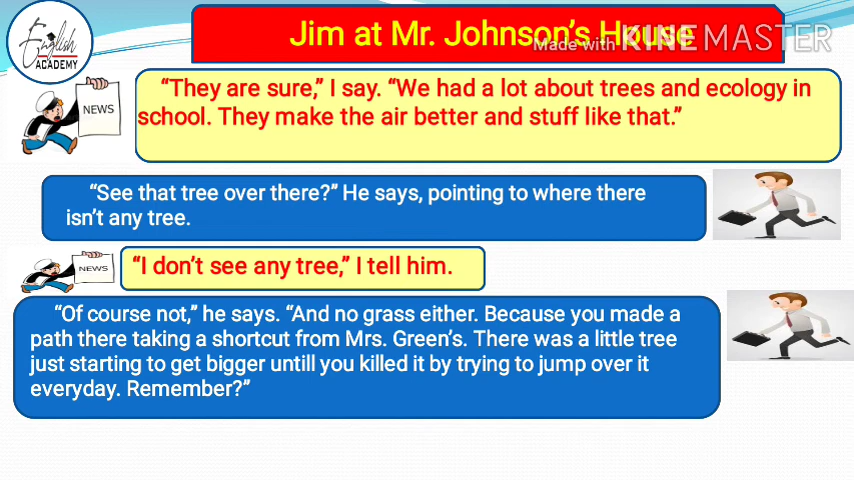 English
ACADEMY
Jim at Mr. Johnson's House
Made with KINEMASTER
NEWS
“They are sure,” I say. “We had a lot about trees and ecology in
school. They make the air better and stuff like that.”
“See that tree over there?” He says, pointing to where there
isn’t any tree.
NEWS
“I don’t see any tree,” I tell him.
“Of course not,” he says. “And no grass either. Because you made a
path there taking a shortcut from Mrs. Green’s. There was a little tree
just starting to get bigger untill you killed it by trying to jump over it
everyday. Remember?”